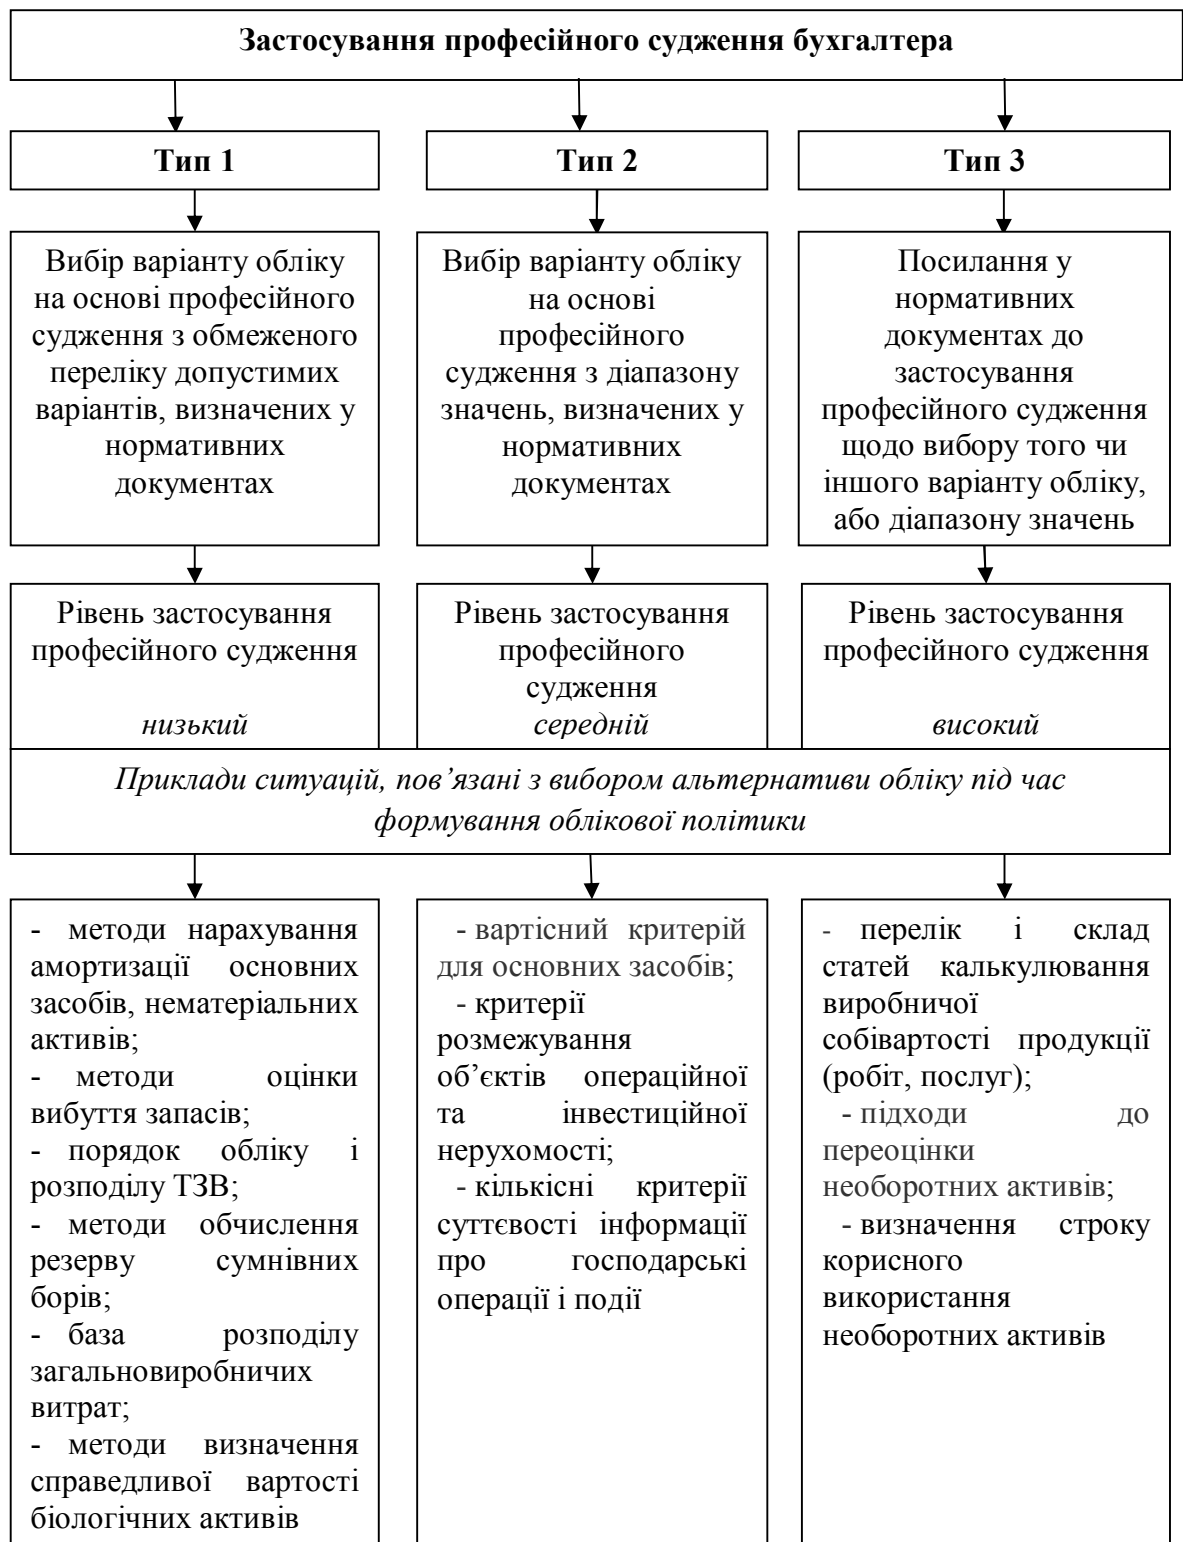 Застосування професійного судження бухгалтера
Тип 1
Тип 2
Тип 3
Вибір варіанту обліку
на основі професійного
судження з обмеженого
переліку допустимих
варіантів, визначених у
нормативних
документах
Вибір варіанту обліку
на основі
професійного
судження з діапазону
значень, визначених у
нормативних
документах
Посилання у
нормативних
документах до
застосування
професійного судження
щодо вибору того чи
іншого варіанту обліку,
або діапазону значень
Рівень застосування
професійного судження
низький
Рівень застосування
професійного
судження
середній
Рівень застосування
професійного судження
високий
Приклади ситуацій, пов’язані з вибором альтернативи обліку під час
формування облікової політики
- методи нарахування
амортизації основних
засобів, нематеріальних
активів;
- методи оцінки
вибуття запасів;
- порядок обліку і
розподілу ТЗВ;
- методи обчислення
резерву сумнівних
борів;
- база розподілу
загальновиробничих
витрат;
- методи визначення
справедливої вартості
біологічних активів
- вартісний критерій
для основних засобів;
- критерії
розмежування
об’єктів операційної
та інвестиційної
нерухомості;
- кількісні критерії
суттєвості інформації
про господарські
операції і події
- перелік і склад
статей калькулювання
виробничої
собівартості продукції
(робіт, послуг);
- підходи до
переоцінки
необоротних активів;
- визначення строку
корисного
використання
необоротних активів